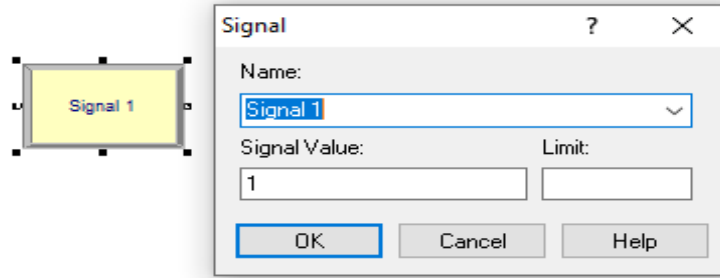 Signal ? ×
Name:
Signal 1
Signal 1
Signal Value: Limit:
1
OK Cancel Help